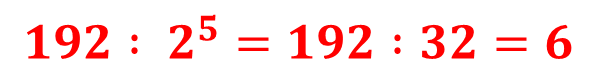 192 : 2⁵ = 192 : 32 = 6